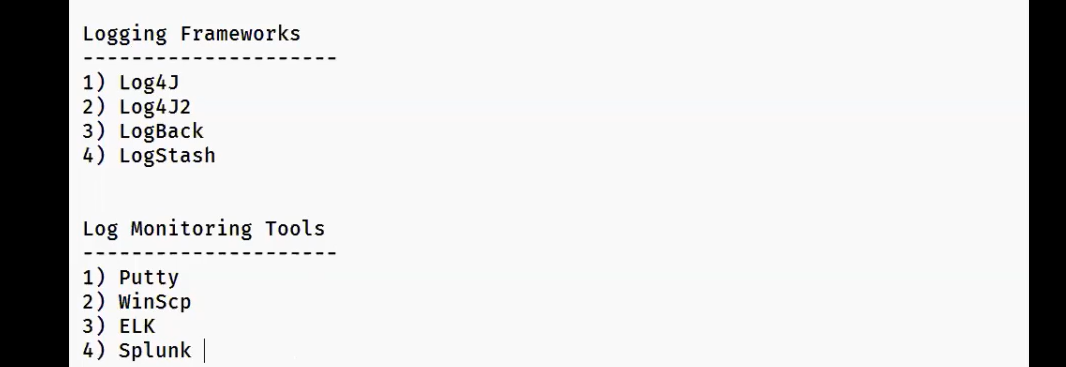 Logging Frameworks
---------------------
1) Log4J
2) Log4J2
3) LogBack
4) LogStash
Log Monitoring Tools
---------------------
1) Putty
2) WinScp
3) ELK
4) Splunk